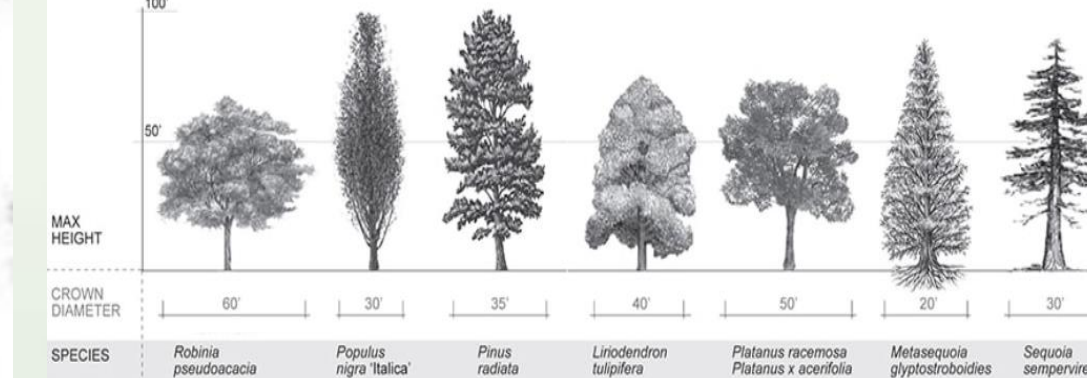 100'
50'
MAX
HEIGHT
CROWN
DIAMETER
60' 30' 35' 40' 50' 20' 30'
SPECIES
Robinia
pseudoacacia
Populus
nigra 'Italica'
Pinus
radiata
Liriodendron
tulipifera
Platanus racemosa
Platanus x acerifolia
Metasequoia
glyptostroboidies
Sequoia
sempervire